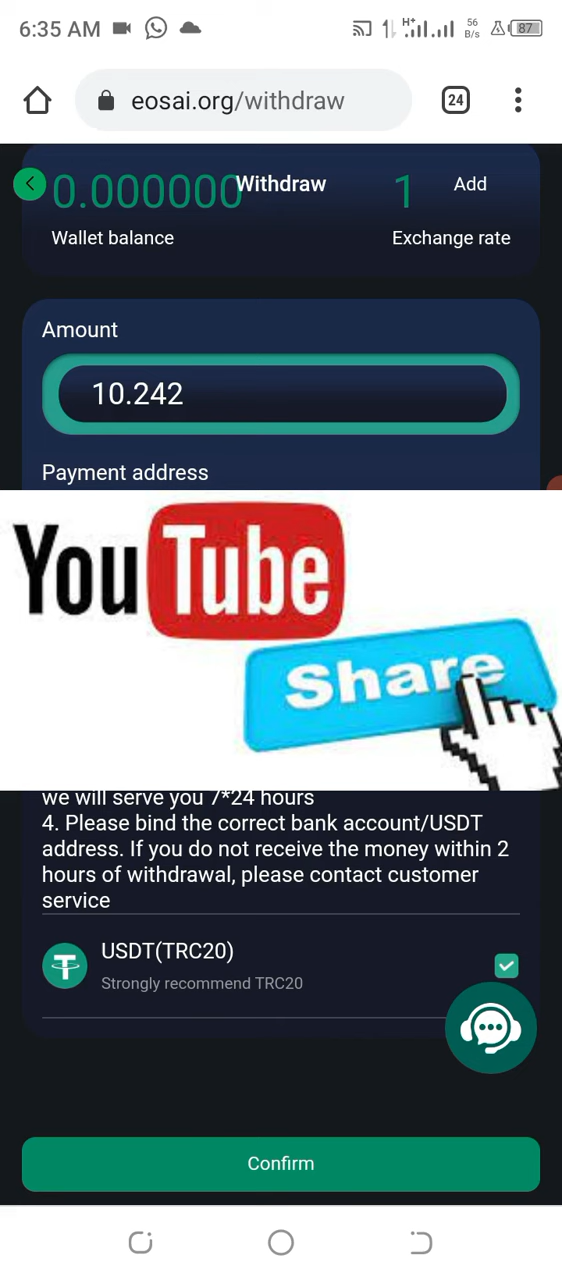 6:35 AM
H+
56
B/s
87
eosai.org/withdraw
24
0.000000
Withdraw
1
Add
Wallet balance
Exchange rate
Amount
10.242
Payment address
YouTube
Share
we will serve you 7*24 hours
4. Please bind the correct bank account/USDT
address. If you do not receive the money within 2
hours of withdrawal, please contact customer
service
USDT(TRC20)
Strongly recommend TRC20
Confirm